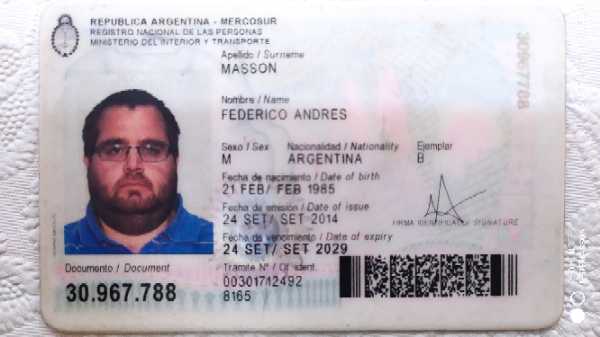 REPUBLICA ARGENTINA - MERCOSUR
REGISTRO NACIONAL DE LAS PERSONAS
MINISTERIO DEL INTERIOR Y TRANSPORTE
Apellido / Surname
MASSON
Nombre / Name
FEDERICO ANDRES
Sexo / Sex Nacionalidad / Nationality Ejemplar
M ARGENTINA B
Fecha de nacimiento / Date of birth
21 FEB/ FEB 1985
Fecha de emisión / Date of issue
24 SET/ SET 2014
Fecha de vencimiento / Date of expiry
24 SET/ SET 2029
FIRMA IDENTIFICADO / SIGNATURE
Documento / Document
30.967.788
Trámite Nº / Of. ident
00301712492
8165
30967788